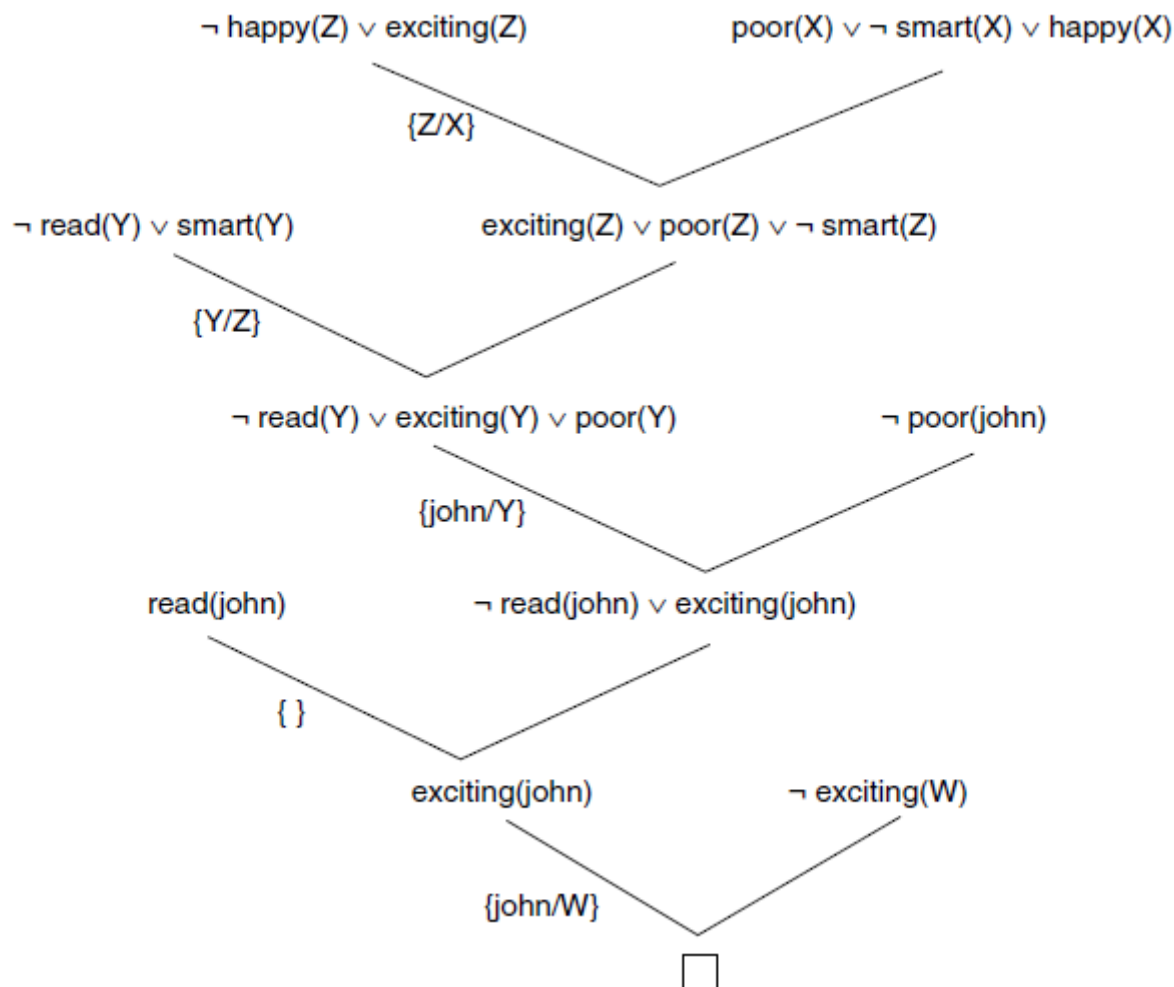 ¬ happy(Z) ∨ exciting(Z) poor(X) ∨ ¬ smart(X) ∨ happy(X)
{Z/X}
¬ read(Y) ∨ smart(Y) exciting(Z) ∨ poor(Z) ∨ ¬ smart(Z)
{Y/Z}
¬ read(Y) ∨ exciting(Y) ∨ poor(Y) ¬ poor(john)
{john/Y}
read(john) ¬ read(john) ∨ exciting(john)
{ }
exciting(john) ¬ exciting(W)
{john/W}